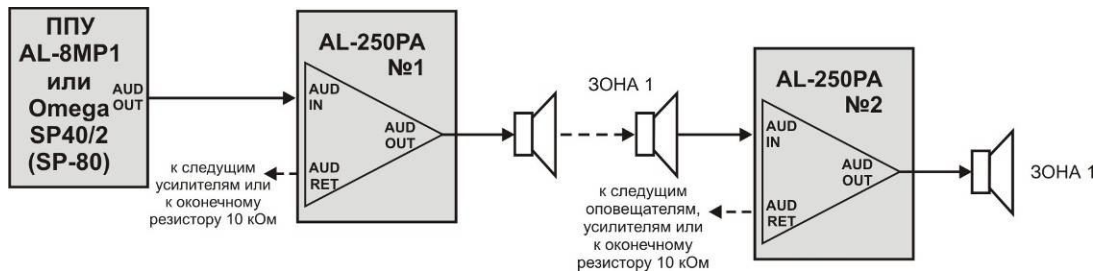 ППУ
AL-8MP1
или
Omega
SP40/2
(SP-80)
AUD
OUT
AL-250PA
№1
AUD
IN
AUD
OUT
AUD
RET
к следущим
усилителям или
к оконечному
резистору 10 кОм
ЗОНА 1
AL-250PA
№2
AUD
IN
AUD
OUT
AUD
RET
к следущим
оповещателям,
усилителям или
к оконечному
резистору 10 кОм
ЗОНА 1